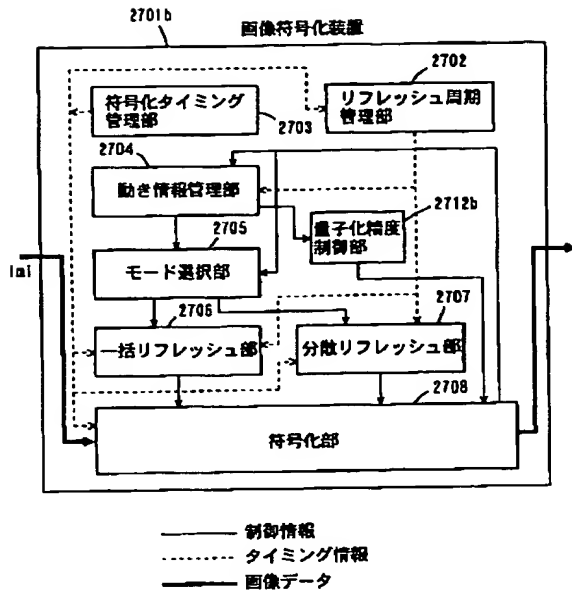 2701b
画像符号化装置
2702
符号化タイミング
管理部
2703
リフレッシュ周期
管理部
2704
動き情報管理部
2712b
量子化精度
制御部
2705
モード選択部
Iml
2706
一括リフレッシュ部
2707
分散リフレッシュ部
2708
符号化部
制御情報
タイミング情報
画像データ